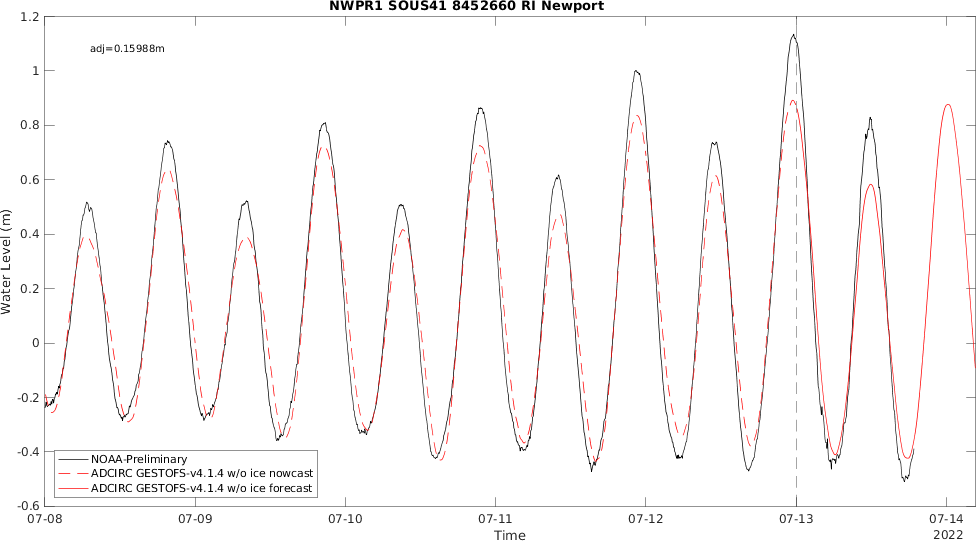 NWPR1 SOUS41 8452660 RI Newport
1.2
1
0.8
0.6
0.4
0.2
0
-0.2
-0.4
-0.6
Water Level (m)
adj=0.15988m
NOAA-Preliminary
ADCIRC GESTOFS-v4.1.4 w/o ice nowcast
ADCIRC GESTOFS-v4.1.4 w/o ice forecast
07-08 07-09 07-10 07-11 07-12 07-13 07-14
Time 2022